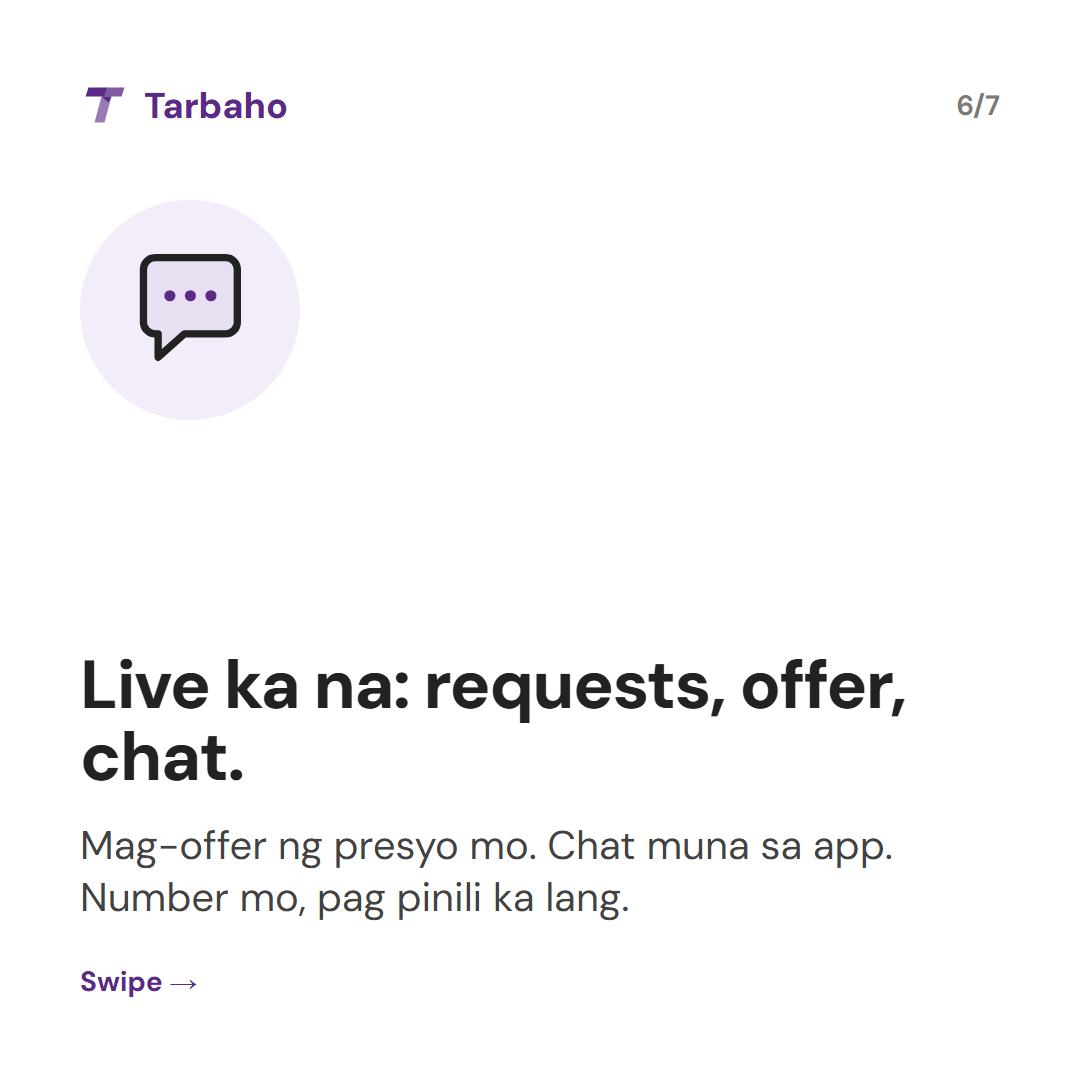 Tarbaho
6/7
Live ka na: requests, offer,
chat.
Mag-offer ng presyo mo. Chat muna sa app.
Number mo, pag pinili ka lang.
Swipe →